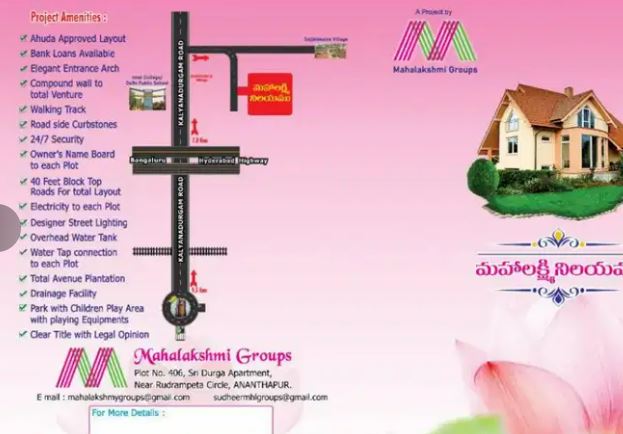 Project Amenities :
Ahuda Approved Layout
Bank Loans Available
Elegant Entrance Arch
Compound wall to
total Venture
Walking Track
Road side Curbstones
24/7 Security
Owner's Name Board
to each Plot
40 Feet Block Top
Roads For total Layout
Electricity to each Plot
Designer Street Lighting
Overhead Water Tank
Water Tap connection
to each Plot
Total Avenue Plantation
Drainage Facility
Park with Children Play Area
with playing Equipments
Clear Title with Legal Opinion
KALYANADURGAM ROAD
Delhi Public School
మహాలక్ష్మి
నిలయము
Bengaluru Hyderabad Highway
KALYANADURGAM ROAD
Mahalakshmi Groups
Plot No. 406, Sri Durga Apartment,
Near Rudrampeta Circle, ANANTHAPUR.
E mail : mahalakshmygroups@gmail.com sudheermhlgroups@gmail.com
For More Details :
A Project by
Mahalakshmi Groups